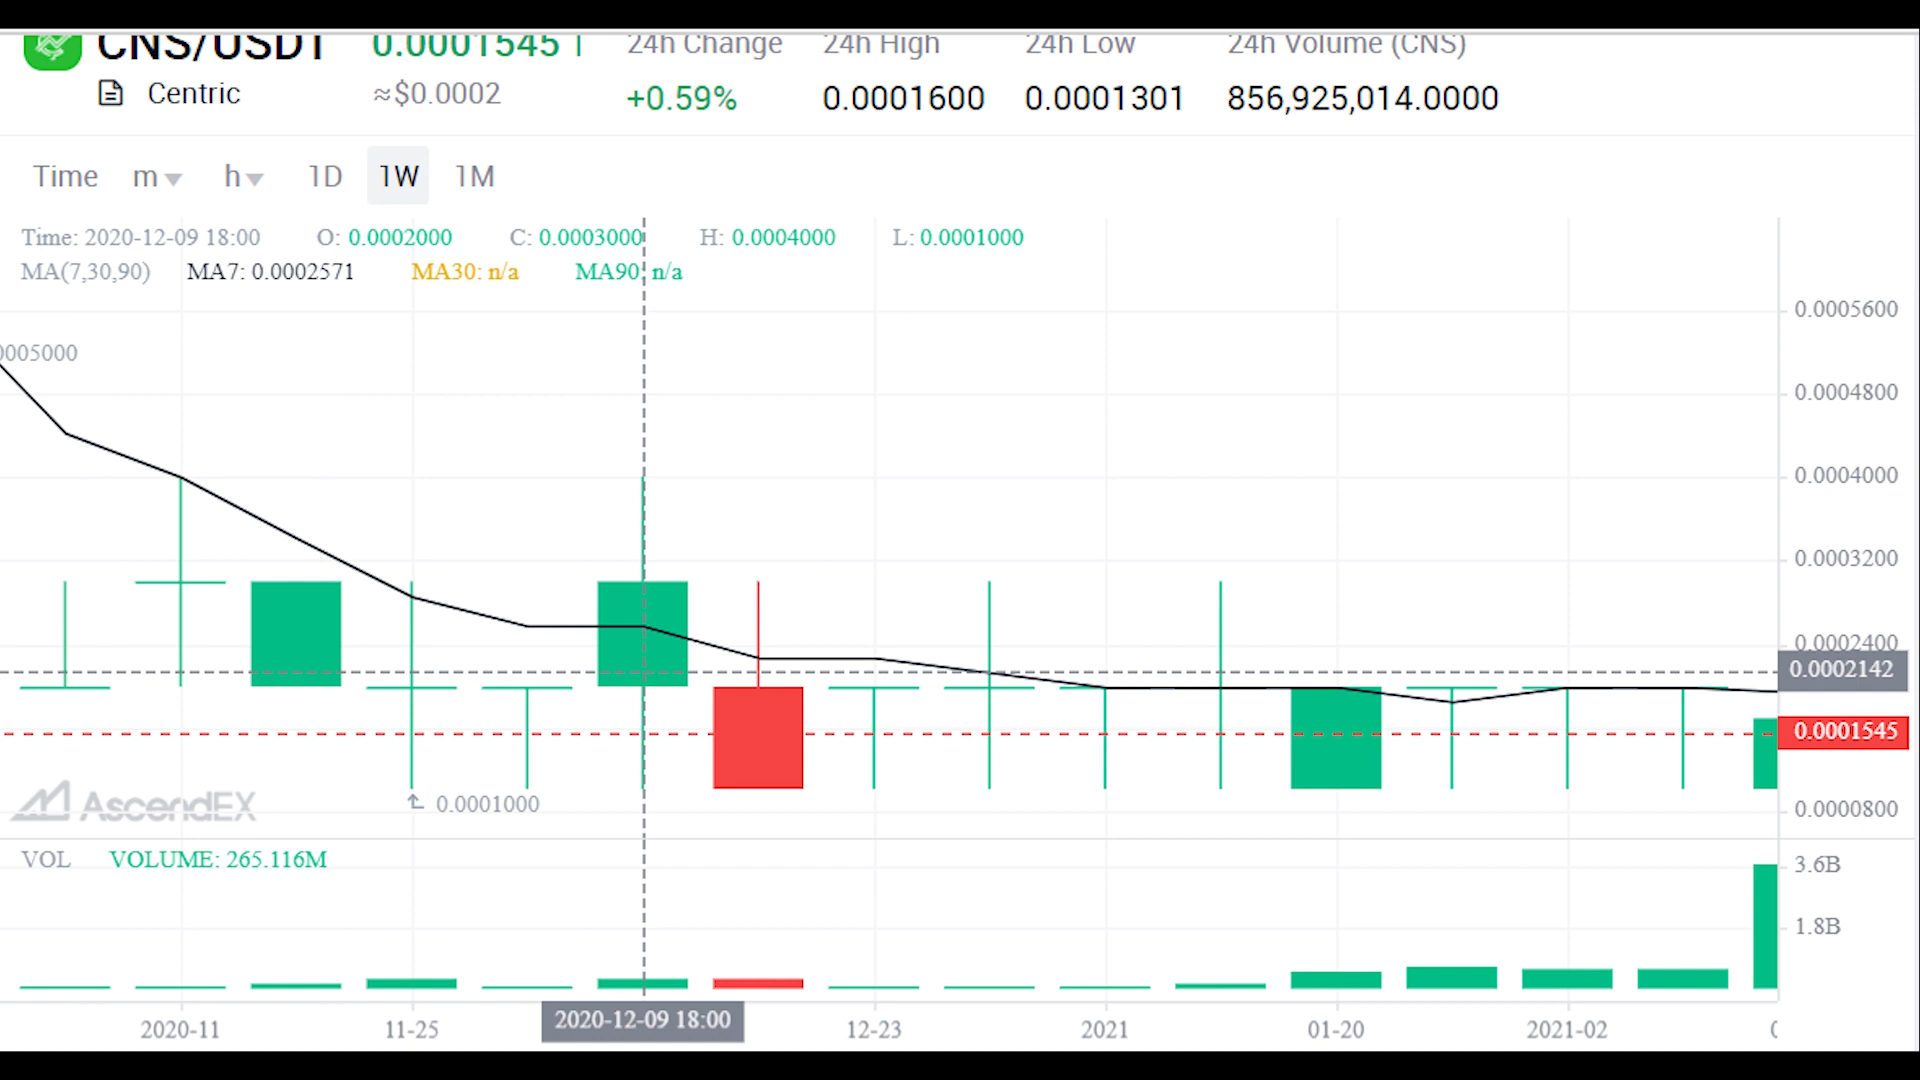 CNS/USDT 0.0001545 24h Change 24h High 24h Low 24h Volume (CNS)
Centric ≈$0.0002 +0.59% 0.0001600 0.0001301 856,925,014.0000
Time m h 1D 1W 1M
Time: 2020-12-09 18:00 O: 0.0002000 C: 0.0003000 H: 0.0004000 L: 0.0001000
MA(7,30,90) MA7: 0.0002571 MA30: n/a MA90: n/a
0.0005600
0005000
0.0004800
0.0004000
0.0003200
0.0002400
0.0002142
0.0001545
AscendEX
0.0001000
0.0000800
VOL VOLUME: 265.116M
3.6B
1.8B
2020-11 11-25 2020-12-09 18:00 12-23 2021 01-20 2021-02